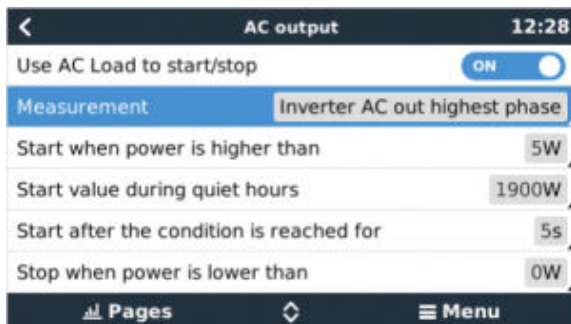 AC output 12:28
Use AC Load to start/stop ON
Measurement Inverter AC out highest phase
Start when power is higher than 5W
Start value during quiet hours 1900W
Start after the condition is reached for 5s
Stop when power is lower than 0W
Pages Menu